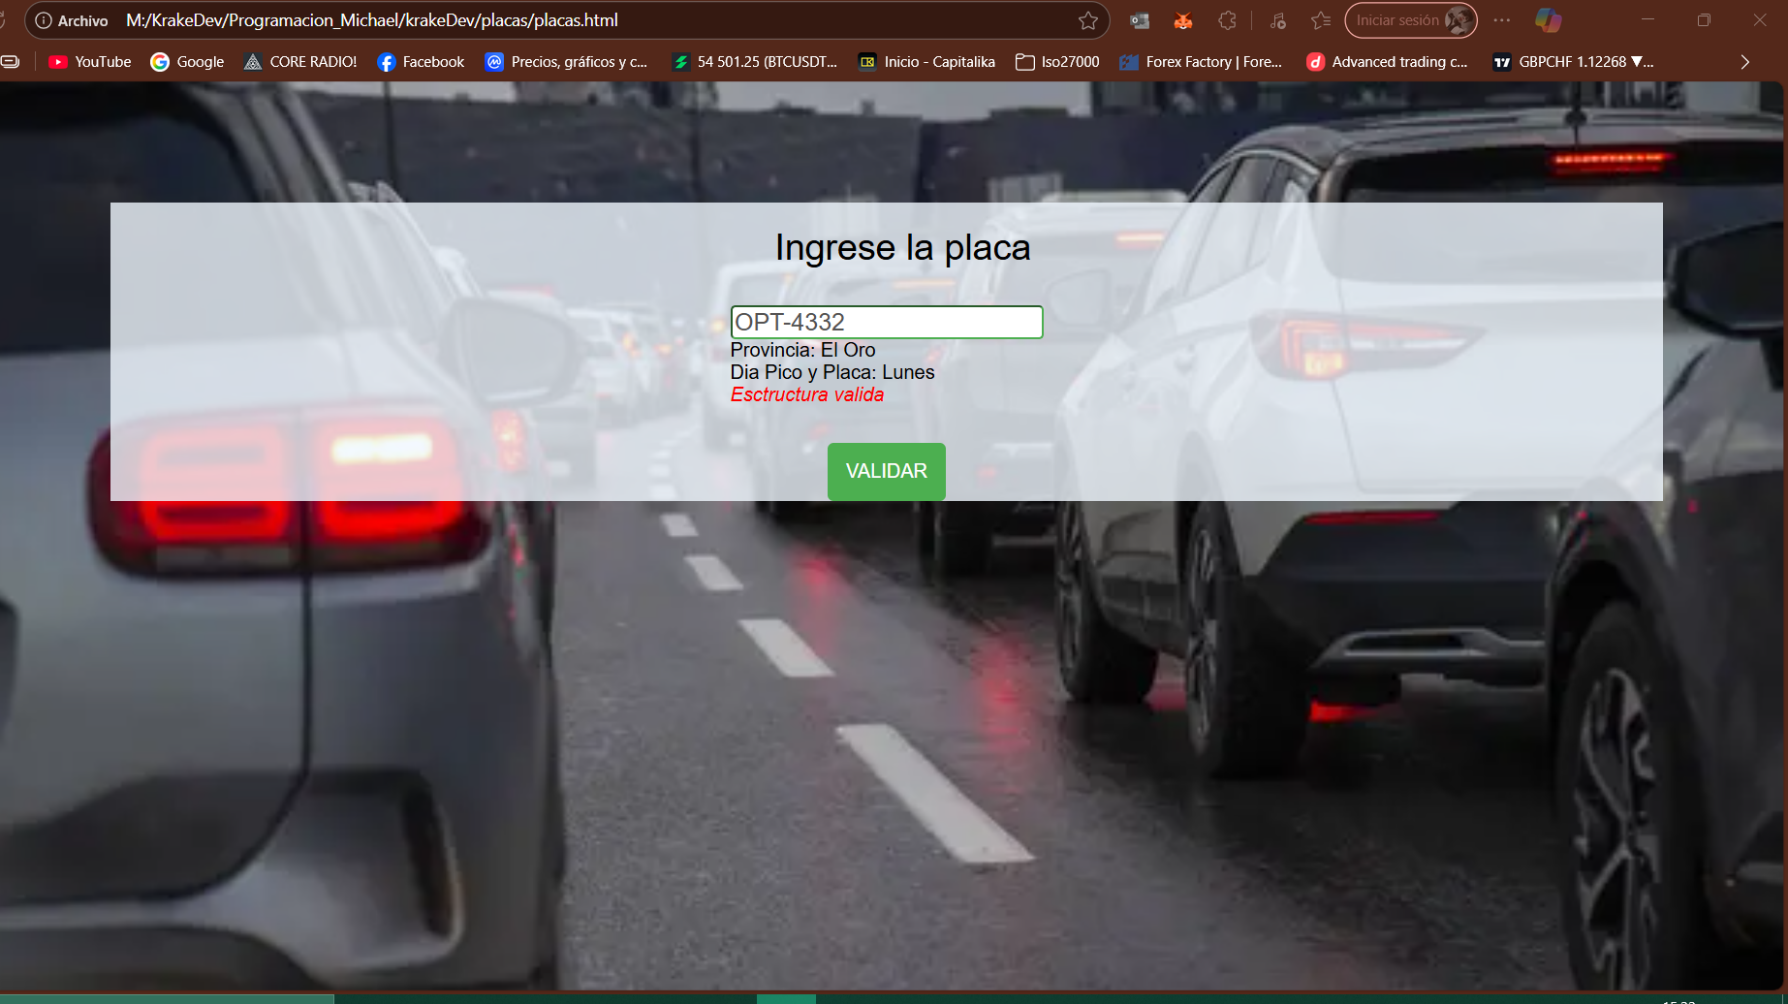 Archivo M:/KrakeDev/Programacion_Michael/krakeDev/placas/placas.html Iniciar sesión
YouTube Google CORE RADIO! Facebook Precios, gráficos y c... 54 501.25 (BTCUSDT... Inicio - Capitalika Iso27000 Forex Factory | Fore... Advanced trading c... GBPCHF 1.12268 ▼...
Ingrese la placa
OPT-4332
Provincia: El Oro
Dia Pico y Placa: Lunes
Esctructura valida
VALIDAR